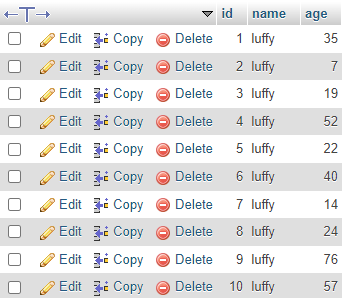 id name age
Edit Copy Delete 1 luffy 35
Edit Copy Delete 2 luffy 7
Edit Copy Delete 3 luffy 19
Edit Copy Delete 4 luffy 52
Edit Copy Delete 5 luffy 22
Edit Copy Delete 6 luffy 40
Edit Copy Delete 7 luffy 14
Edit Copy Delete 8 luffy 24
Edit Copy Delete 9 luffy 76
Edit Copy Delete 10 luffy 57